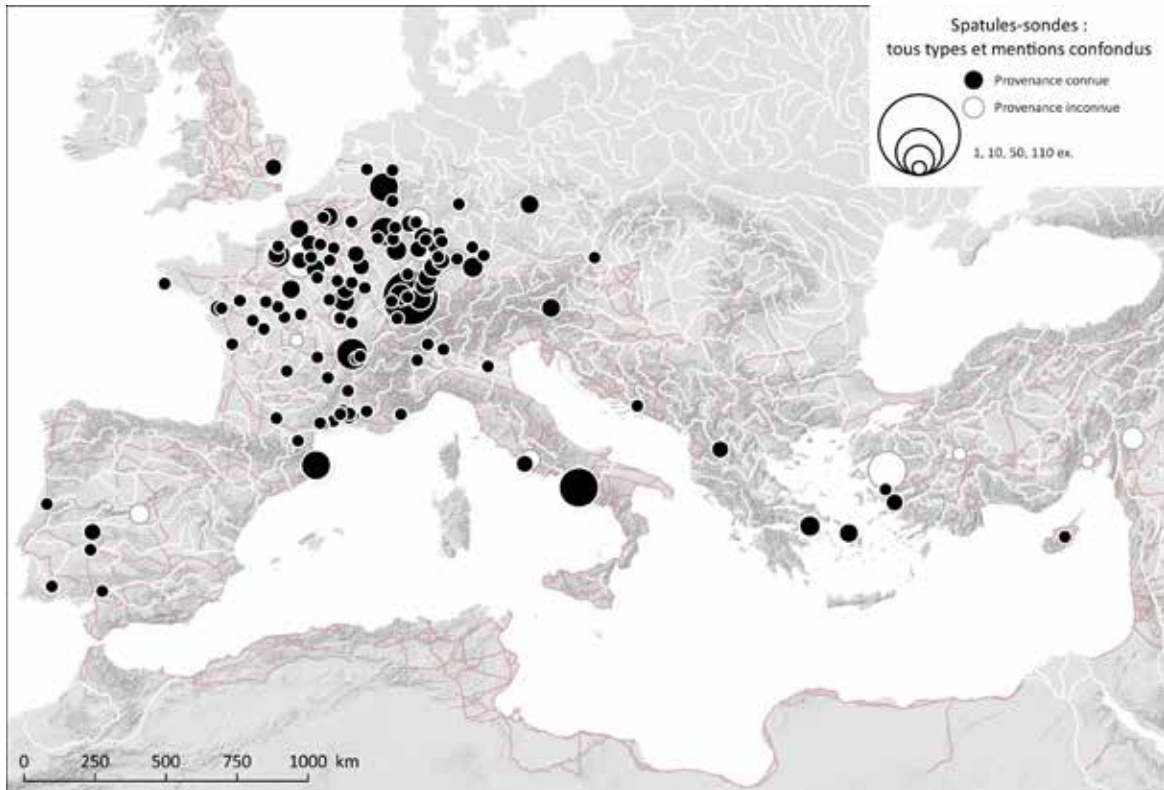 Spatules-sondes :
tous types et mentions confondus
Provenance connue
Provenance inconnue
1, 10, 50, 110 ex.
0 250 500 750 1000 km